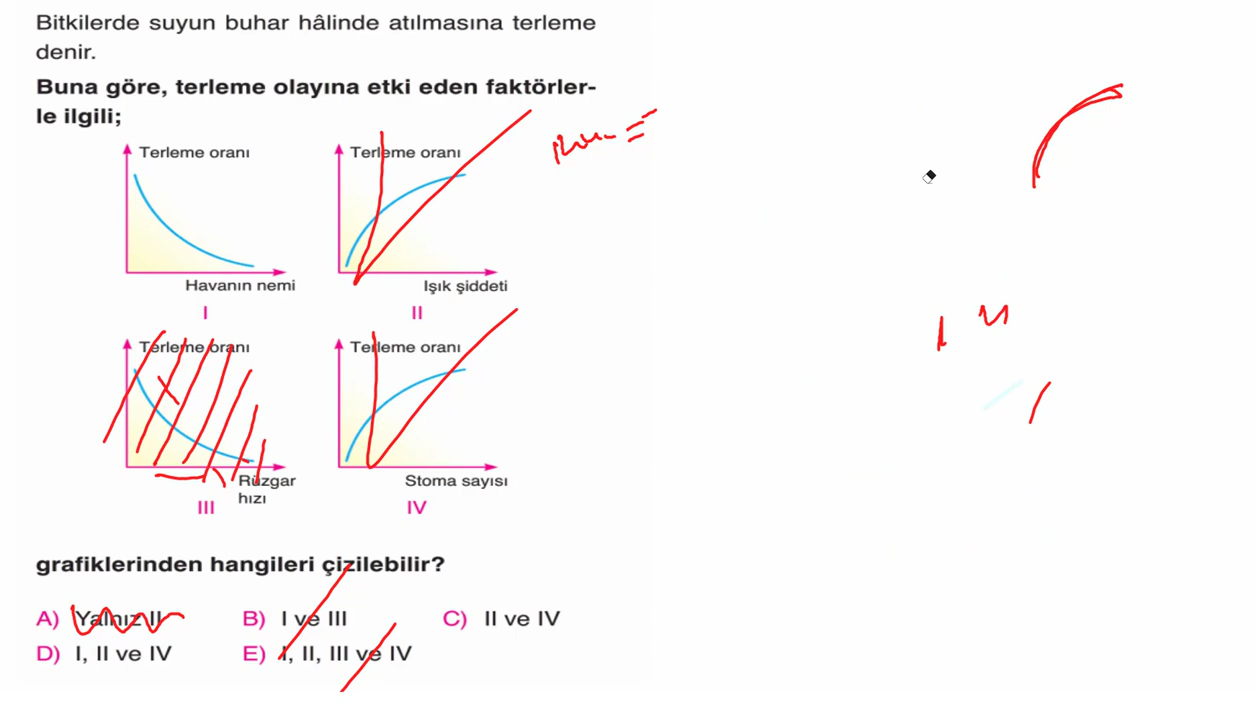 Bitkilerde suyun buhar hâlinde atılmasına terleme
denir.
Buna göre, terleme olayına etki eden faktörler-
le ilgili;
Terleme oranı
Havanın nemi
I
Terleme oranı
Işık şiddeti
II
Terleme oranı
Rüzgar
hızı
III
Terleme oranı
Stoma sayısı
IV
grafiklerinden hangileri çizilebilir?
A) Yalnız II
B) I ve III
C) II ve IV
D) I, II ve IV
E) I, II, III ve IV